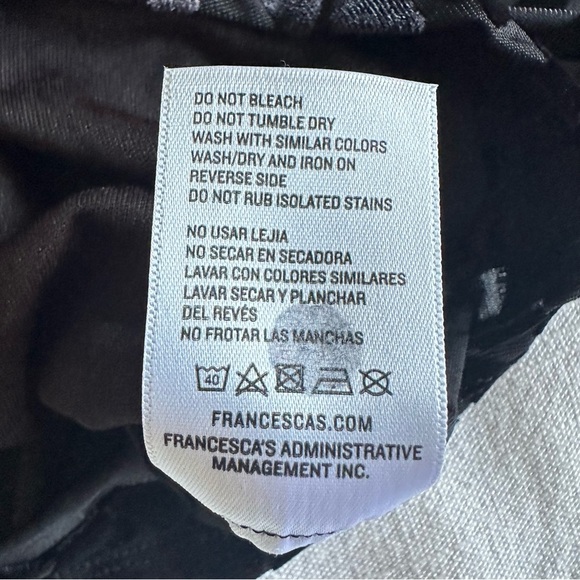 DO NOT BLEACH
DO NOT TUMBLE DRY
WASH WITH SIMILAR COLORS
WASH/DRY AND IRON ON
REVERSE SIDE
DO NOT RUB ISOLATED STAINS
NO USAR LEJIA
NO SECAR EN SECADORA
LAVAR CON COLORES SIMILARES
LAVAR SECAR Y PLANCHAR
DEL REVÉS
NO FROTAR LAS MANCHAS
40
FRANCESCAS.COM
FRANCESCA'S ADMINISTRATIVE
MANAGEMENT INC.